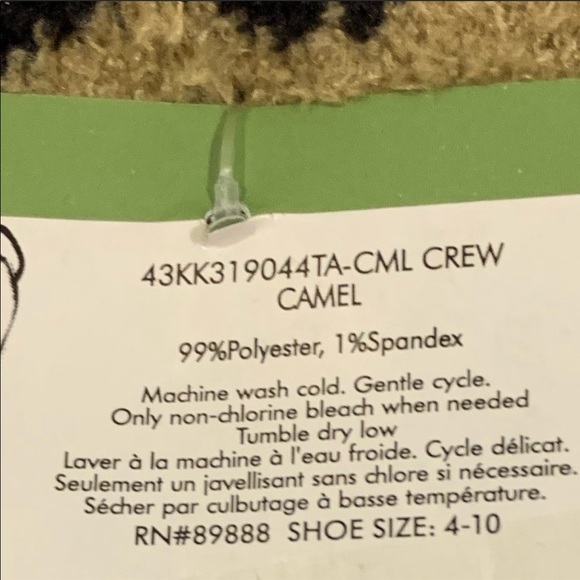 43KK319044TA-CML CREW
CAMEL
99%Polyester, 1%Spandex
Machine wash cold. Gentle cycle.
Only non-chlorine bleach when needed
Tumble dry low
Laver à la machine à l'eau froide. Cycle délicat.
Seulement un javellisant sans chlore si nécessaire.
Sécher par culbutage à basse température.
RN#89888 SHOE SIZE: 4-10